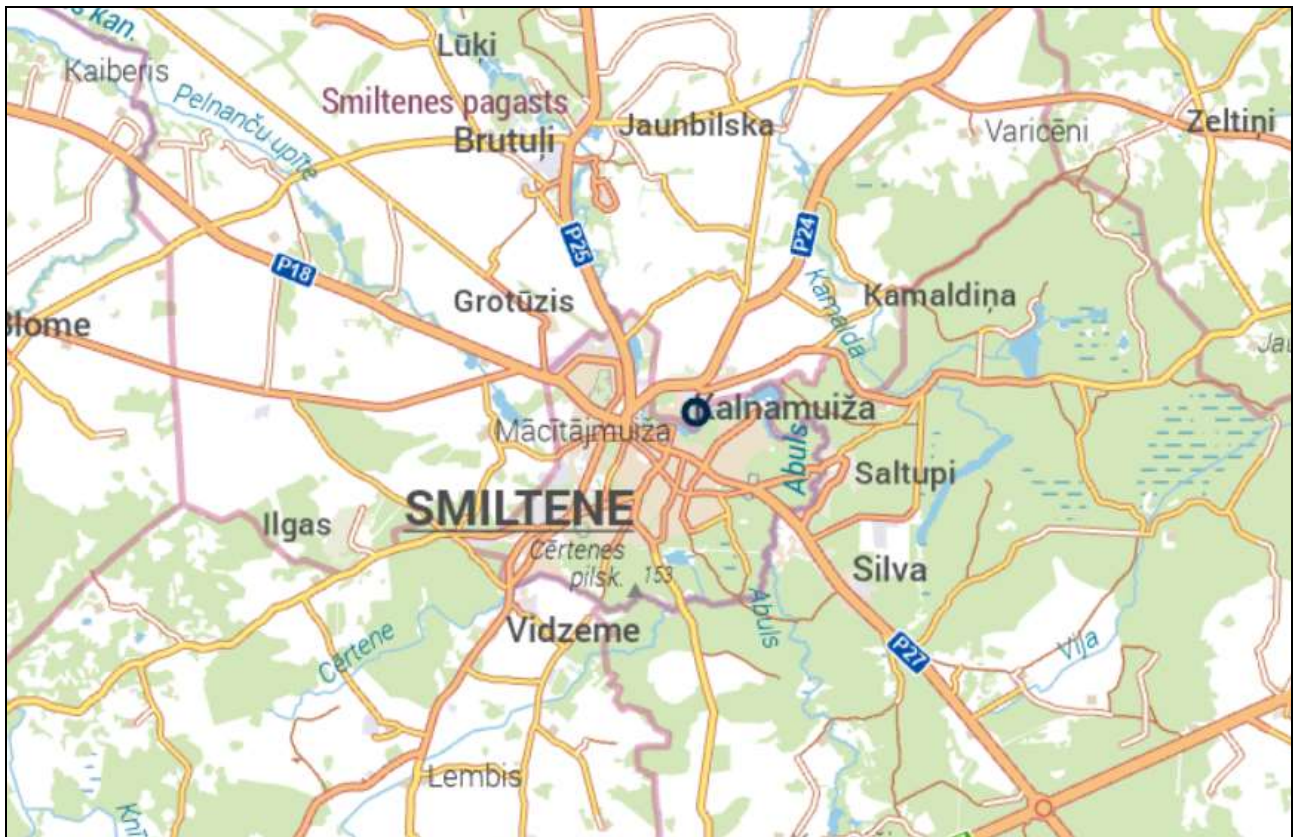 s kan.
Lūķi
Kaibēris
Pelnanču upīte
Smiltenes pagasts
Jaunbilska
Brutuļi
Varicēni
Zeltiņi
P25
P24
P18
Kamalda
Kamaldiņa
Grotūzis
Blome
Kalnamuiža
Mācītājmuiža
Abuls
Saltupi
SMILTENE
Ilgas
Cērtenes
pilsk. 153
Silva
Abuls
Vidzeme
Cērtene
P27
Vija
Lembis